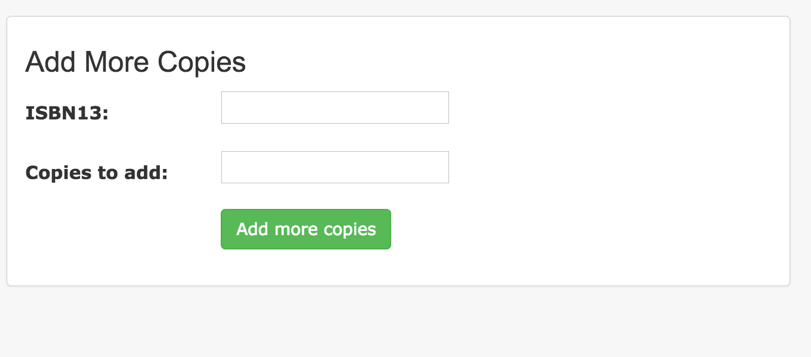 Add More Copies
ISBN13:
Copies to add:
Add more copies